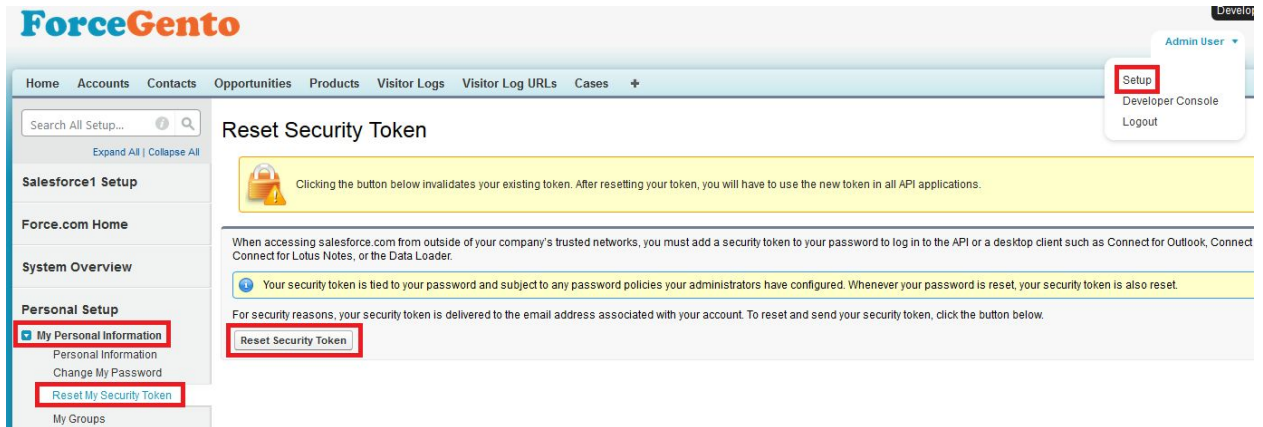 ForceGento
Admin User
Setup
Developer Console
Logout
Home Accounts Contacts Opportunities Products Visitor Logs Visitor Log URLs Cases +
Search All Setup...
Expand All | Collapse All
Salesforce1 Setup
Force.com Home
System Overview
Personal Setup
My Personal Information
Personal Information
Change My Password
Reset My Security Token
My Groups
Reset Security Token
Clicking the button below invalidates your existing token. After resetting your token, you will have to use the new token in all API applications.
When accessing salesforce.com from outside of your company's trusted networks, you must add a security token to your password to log in to the API or a desktop client such as Connect for Outlook, Connect
Connect for Lotus Notes, or the Data Loader.
Your security token is tied to your password and subject to any password policies your administrators have configured. Whenever your password is reset, your security token is also reset.
For security reasons, your security token is delivered to the email address associated with your account. To reset and send your security token, click the button below.
Reset Security Token